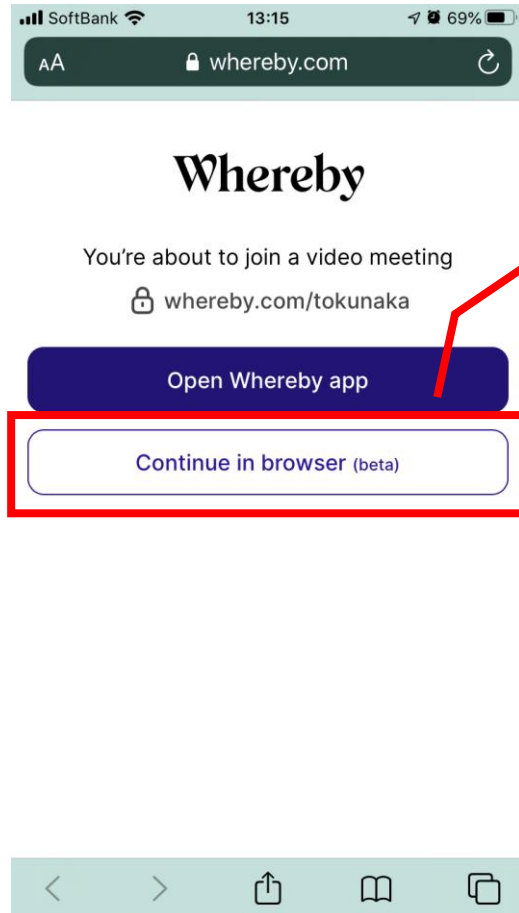 SoftBank 13:15 69%
AA whereby.com
Whereby
You're about to join a video meeting
whereby.com/tokunaka
Open Whereby app
Continue in browser (beta)